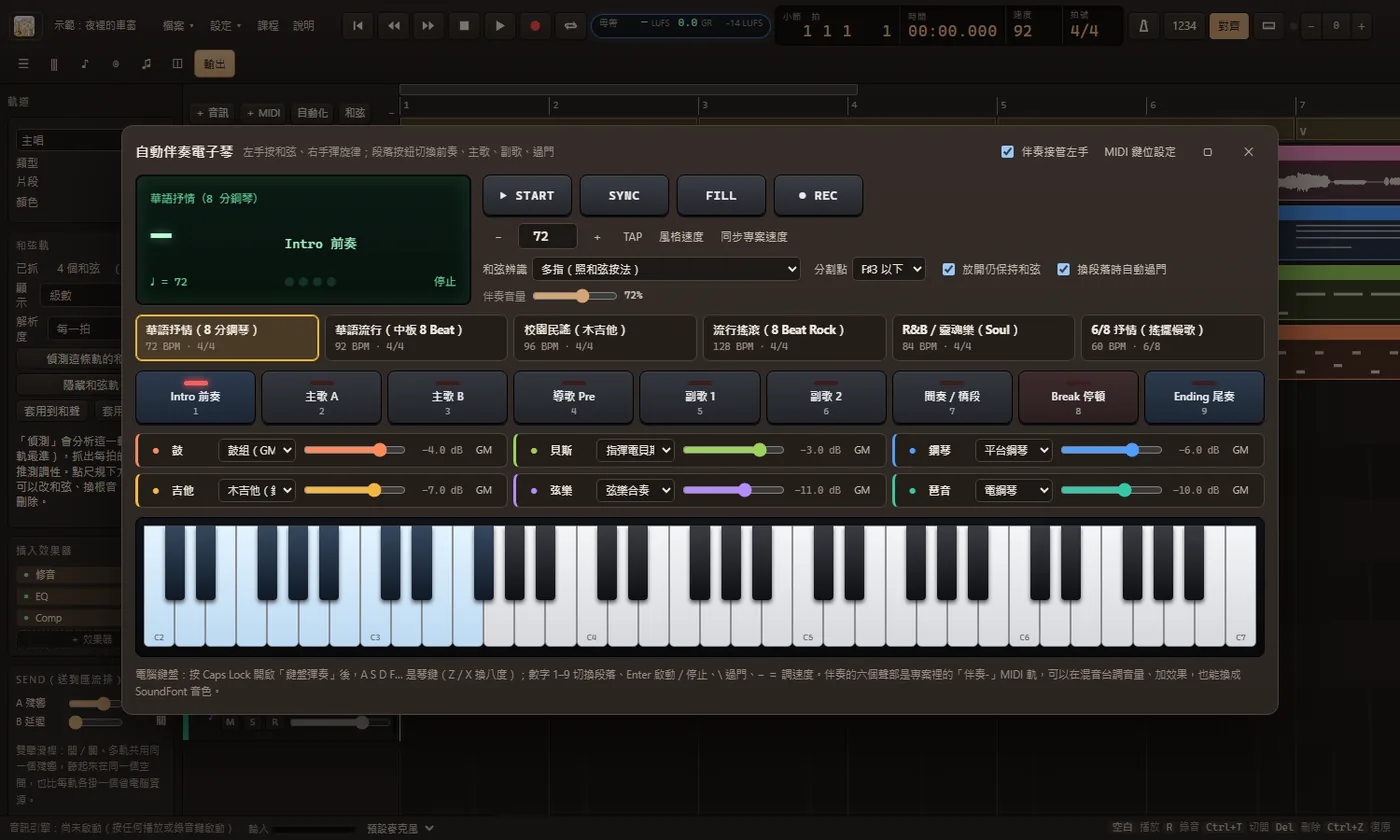 示範：夜裡的車窗 檔案 ▾ 設定 ▾ 課程 說明
母帶 — LUFS 0.0 GR -14 LUFS
小節 拍 時間 速度 拍號
1 1 1 1 00:00.000 92 4/4
1234 對齊 − 0 +
輸出
軌道
+ 音訊 + MIDI 自動化 和弦 −
1 2 3 4 5 6 7
V
主唱
類型
片段
顏色
和弦軌
已抓 4 個和弦
顯示 級數
解析度 每一拍
偵測這條軌的和
隱藏和弦軌
套用到和聲 套用
「偵測」會分析這一
軌最準），抓出每拍的
推測調性。點尺規下方
可以改和弦、換根音
刪除。
插入效果器
修音
EQ
Comp
+ 效果器
SEND（送到匯流排）
A 殘響
B 延遲 關
M S R
一個殘響，聽起來在同一個空
間，也比每軌各掛一個省電腦資
源。
自動伴奏電子琴 左手按和弦、右手彈旋律；段落按鈕切換前奏、主歌、副歌、過門
伴奏接管左手 MIDI 鍵位設定
華語抒情（8 分鋼琴）
Intro 前奏
♩ = 72 停止
START SYNC FILL REC
− 72 + TAP 風格速度 同步專案速度
和弦辨識 多指（照和弦按法） 分割點 F#3 以下 放開仍保持和弦 換段落時自動過門
伴奏音量 72%
華語抒情（8 分鋼琴）
72 BPM · 4/4
華語流行（中板 8 Beat）
92 BPM · 4/4
校園民謠（木吉他）
96 BPM · 4/4
流行搖滾（8 Beat Rock）
128 BPM · 4/4
R&B / 靈魂樂（Soul）
84 BPM · 4/4
6/8 抒情（搖擺慢歌）
60 BPM · 6/8
Intro 前奏 主歌 A 主歌 B 導歌 Pre 副歌 1 副歌 2 間奏 / 橋段 Break 停頓 Ending 尾奏
1 2 3 4 5 6 7 8 9
鼓 鼓組（GM −4.0 dB GM
貝斯 指彈電貝斯 −3.0 dB GM
鋼琴 平台鋼琴 −6.0 dB GM
吉他 木吉他（ −7.0 dB GM
弦樂 弦樂合奏 −11.0 dB GM
琶音 電鋼琴 −10.0 dB GM
C2 C3 C4 C5 C6 C7
電腦鍵盤：按 Caps Lock 開啟「鍵盤彈奏」後，A S D F… 是琴鍵（Z / X 換八度）；數字 1–9 切換段落、Enter 啟動 / 停止、\ 過門、− = 調速度。伴奏的六個聲部是專案裡的「伴奏-」MIDI 軌，可以在混音台調音量、加效果，也能換成
SoundFont 音色。
音訊引擎：尚未啟動（按任何播放或錄音鍵啟動） 輸入 預設麥克風
空白 播放 R 錄音 Ctrl+T 切開 Del 刪除 Ctrl+Z 復原